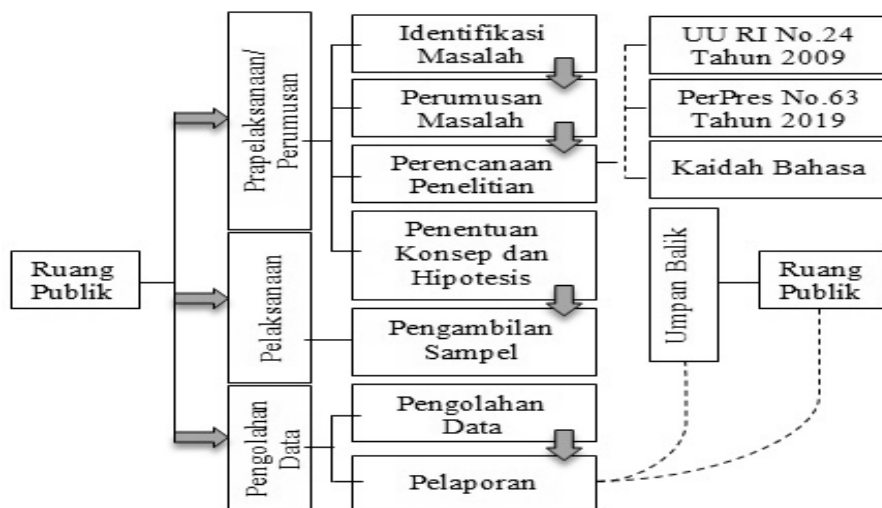 Ruang
Publik
Prapelaksanaan/
Perumusan
Identifikasi
Masalah
Perumusan
Masalah
Perencanaan
Penelitian
Penentuan
Konsep dan
Hipotesis
Pelaksanaan
Pengambilan
Sampel
Pengolahan
Data
Pengolahan
Data
Pelaporan
UU RI No.24
Tahun 2009
PerPres No.63
Tahun 2019
Kaidah Bahasa
Umpan Balik
Ruang
Publik